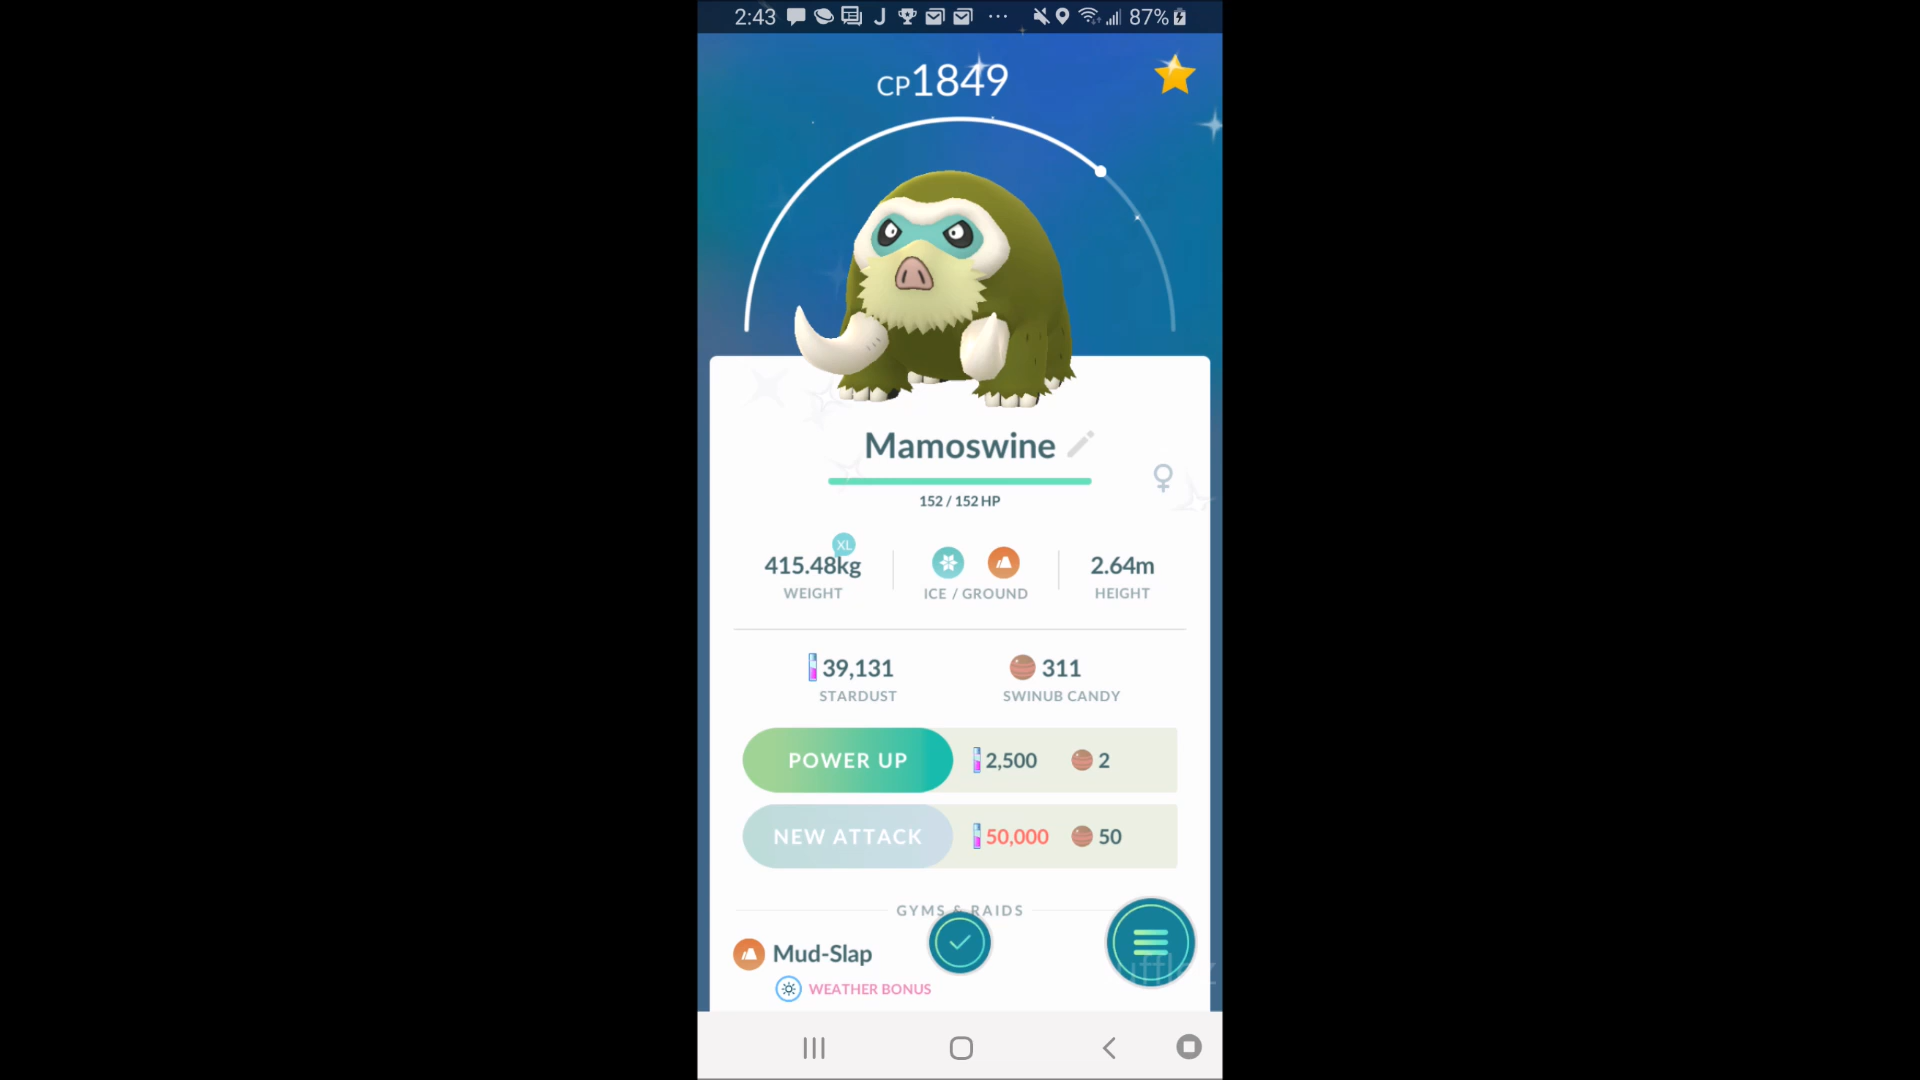 2:43 J 87%
CP1849
Mamoswine
152 / 152 HP
XL
415.48kg 2.64m
WEIGHT ICE / GROUND HEIGHT
39,131 311
STARDUST SWINUB CANDY
POWER UP 2,500 2
NEW ATTACK 50,000 50
GYMS & RAIDS
Mud-Slap
WEATHER BONUS